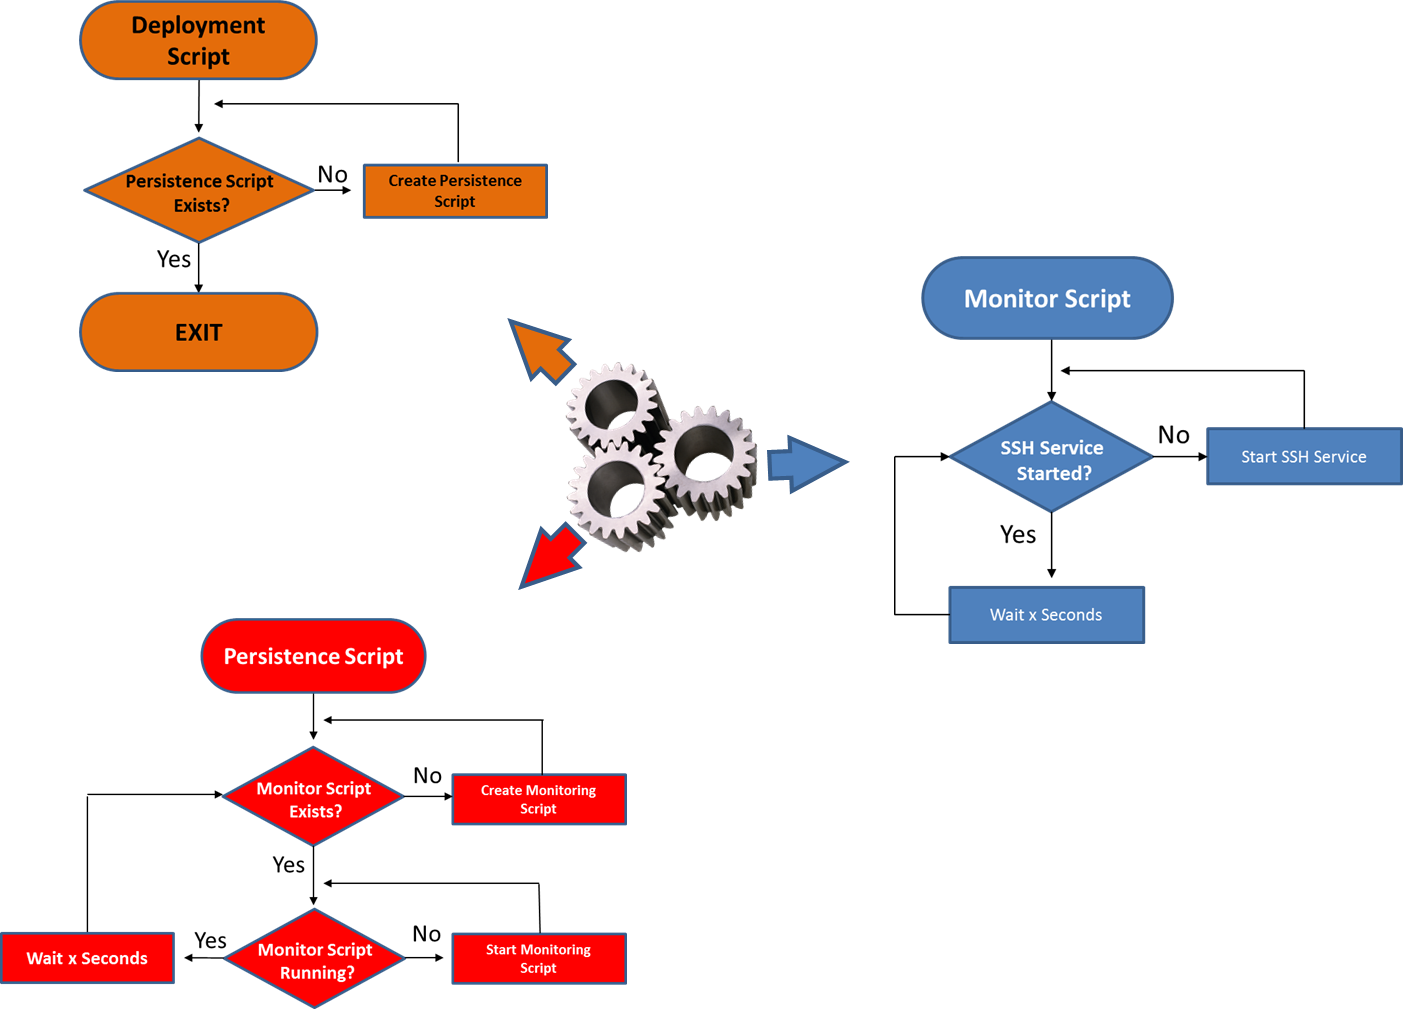 Deployment
Script
No
Persistence Script
Exists?
Create Persistence
Script
Yes
EXIT
Monitor Script
No
SSH Service
Started?
Start SSH Service
Yes
Wait x Seconds
Persistence Script
No
Monitor Script
Exists?
Create Monitoring
Script
Yes
Yes
No
Wait x Seconds
Monitor Script
Running?
Start Monitoring
Script